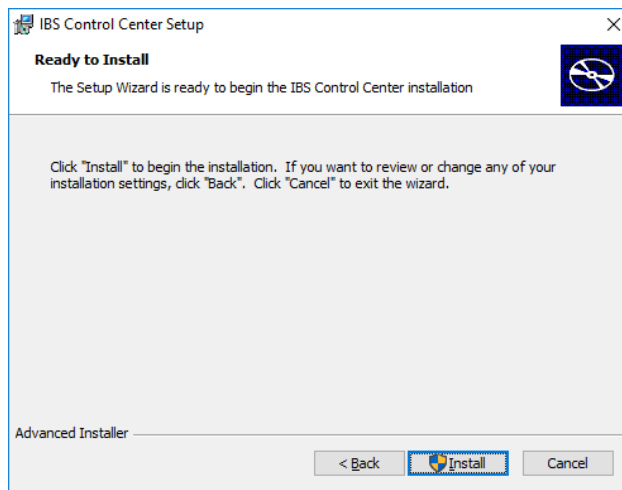 IBS Control Center Setup
Ready to Install
The Setup Wizard is ready to begin the IBS Control Center installation
Click "Install" to begin the installation. If you want to review or change any of your
installation settings, click "Back". Click "Cancel" to exit the wizard.
Advanced Installer
< Back
Install
Cancel